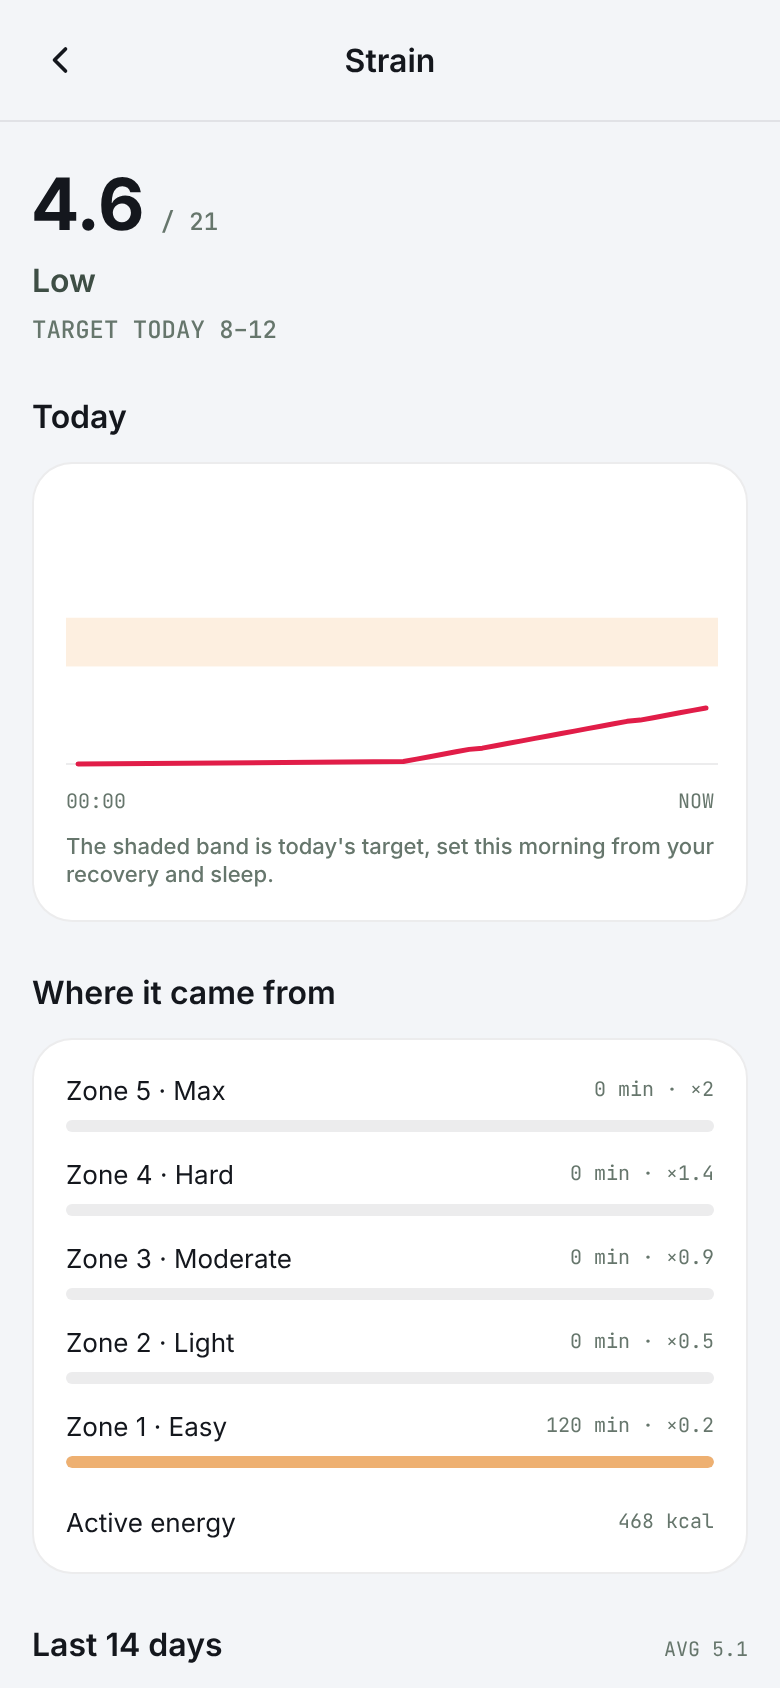 Strain
4.6 / 21
Low
TARGET TODAY 8–12
Today
00:00 NOW
The shaded band is today's target, set this morning from your
recovery and sleep.
Where it came from
Zone 5 · Max 0 min · ×2
Zone 4 · Hard 0 min · ×1.4
Zone 3 · Moderate 0 min · ×0.9
Zone 2 · Light 0 min · ×0.5
Zone 1 · Easy 120 min · ×0.2
Active energy 468 kcal
Last 14 days AVG 5.1